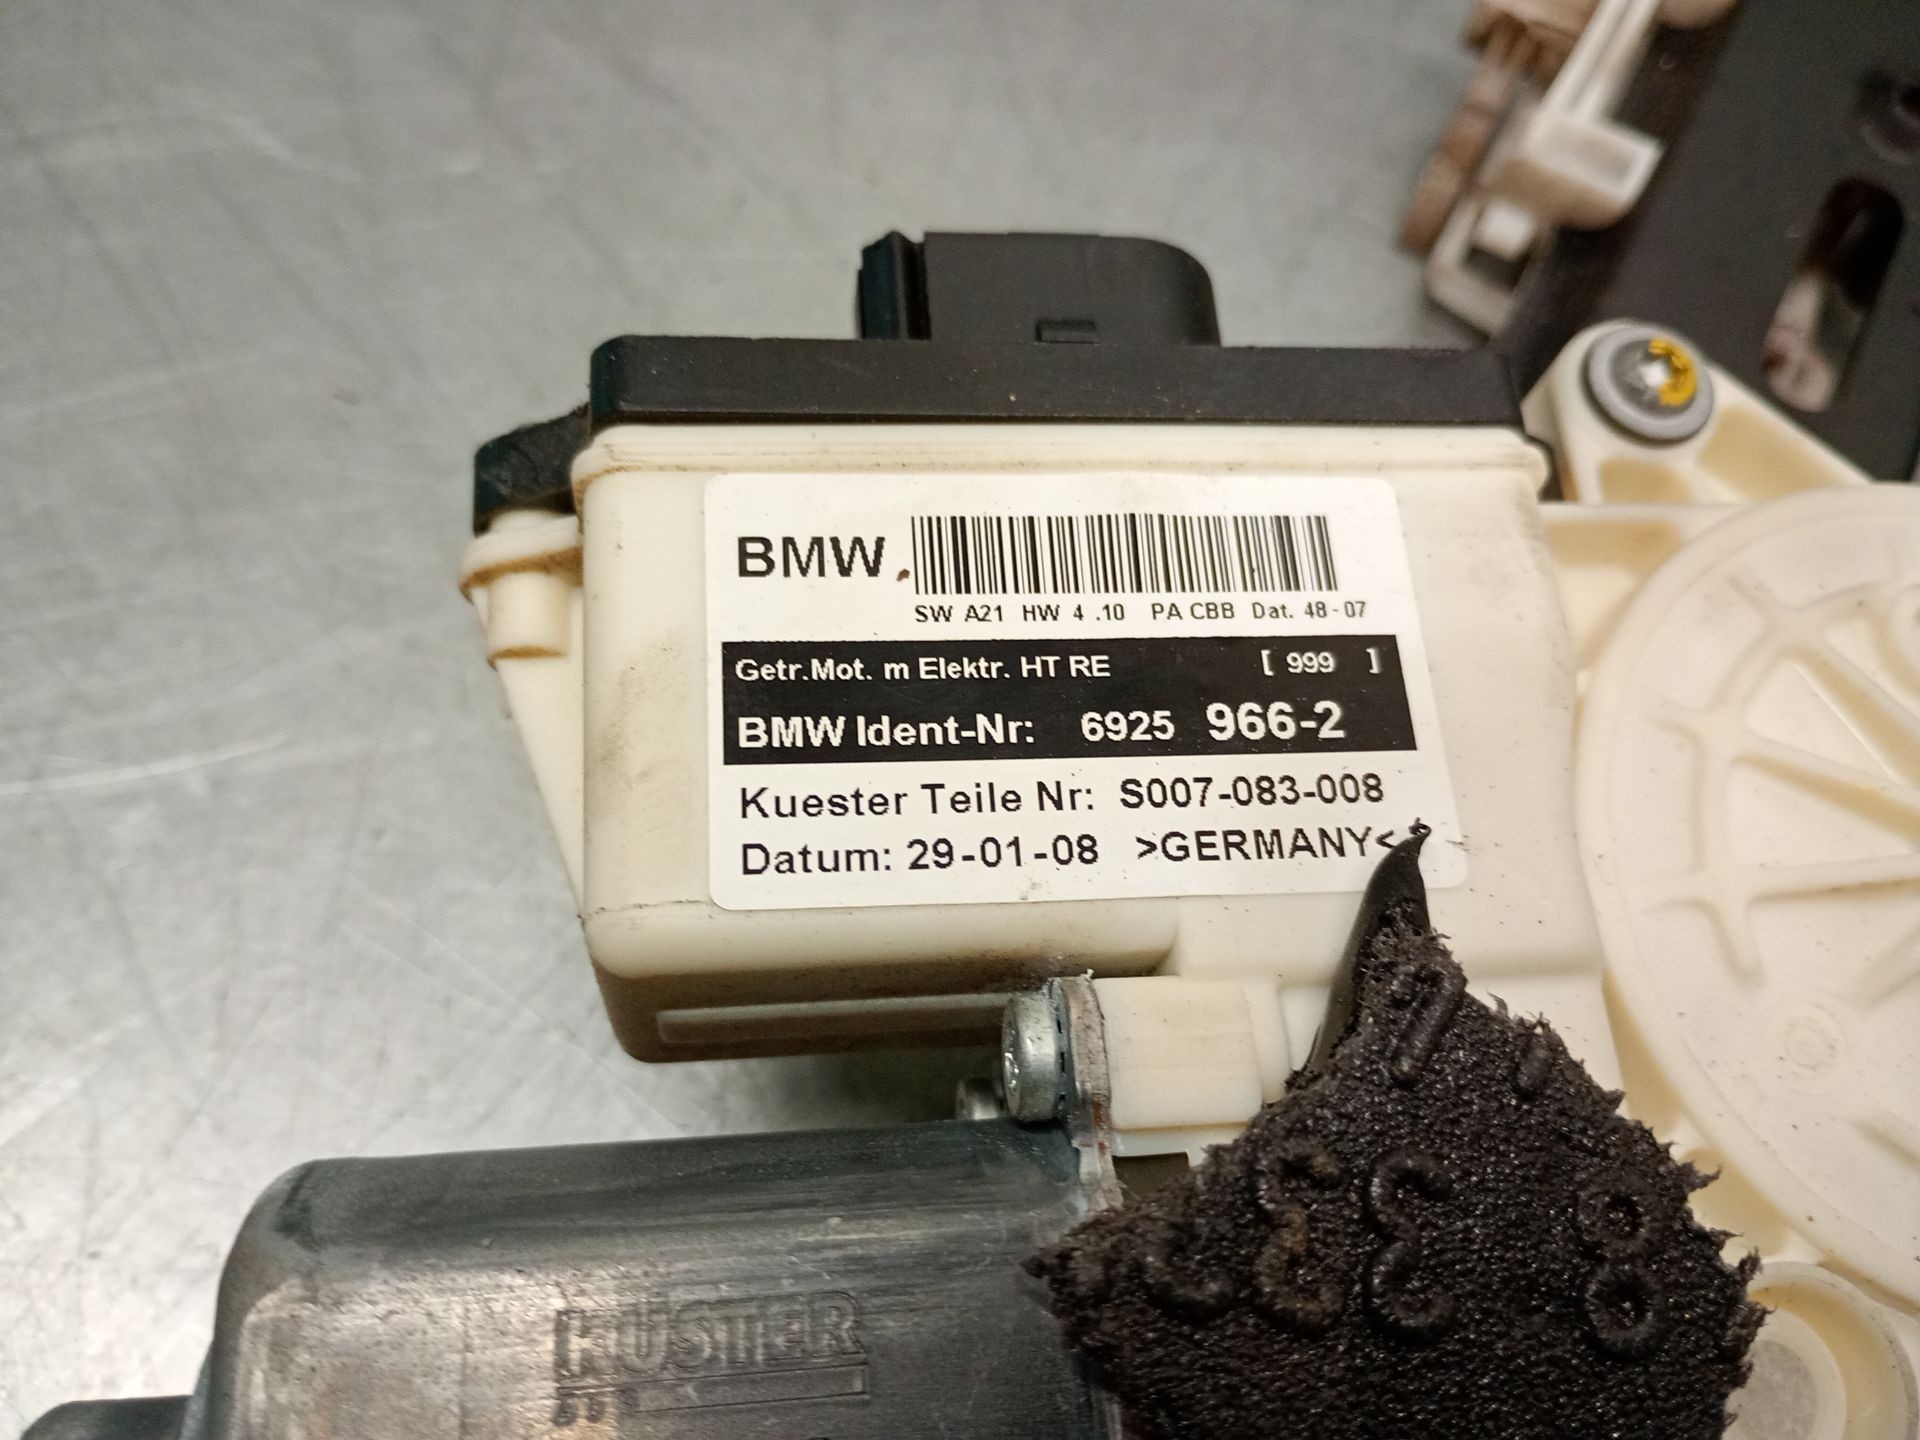 BMW
SW A21 HW 4 .10 PA CBB Dat. 48-07
Getr.Mot. m Elektr. HT RE [ 999 ]
BMW Ident-Nr: 6925 966-2
Kuester Teile Nr: S007-083-008
Datum: 29-01-08 >GERMANY<
KÜSTER